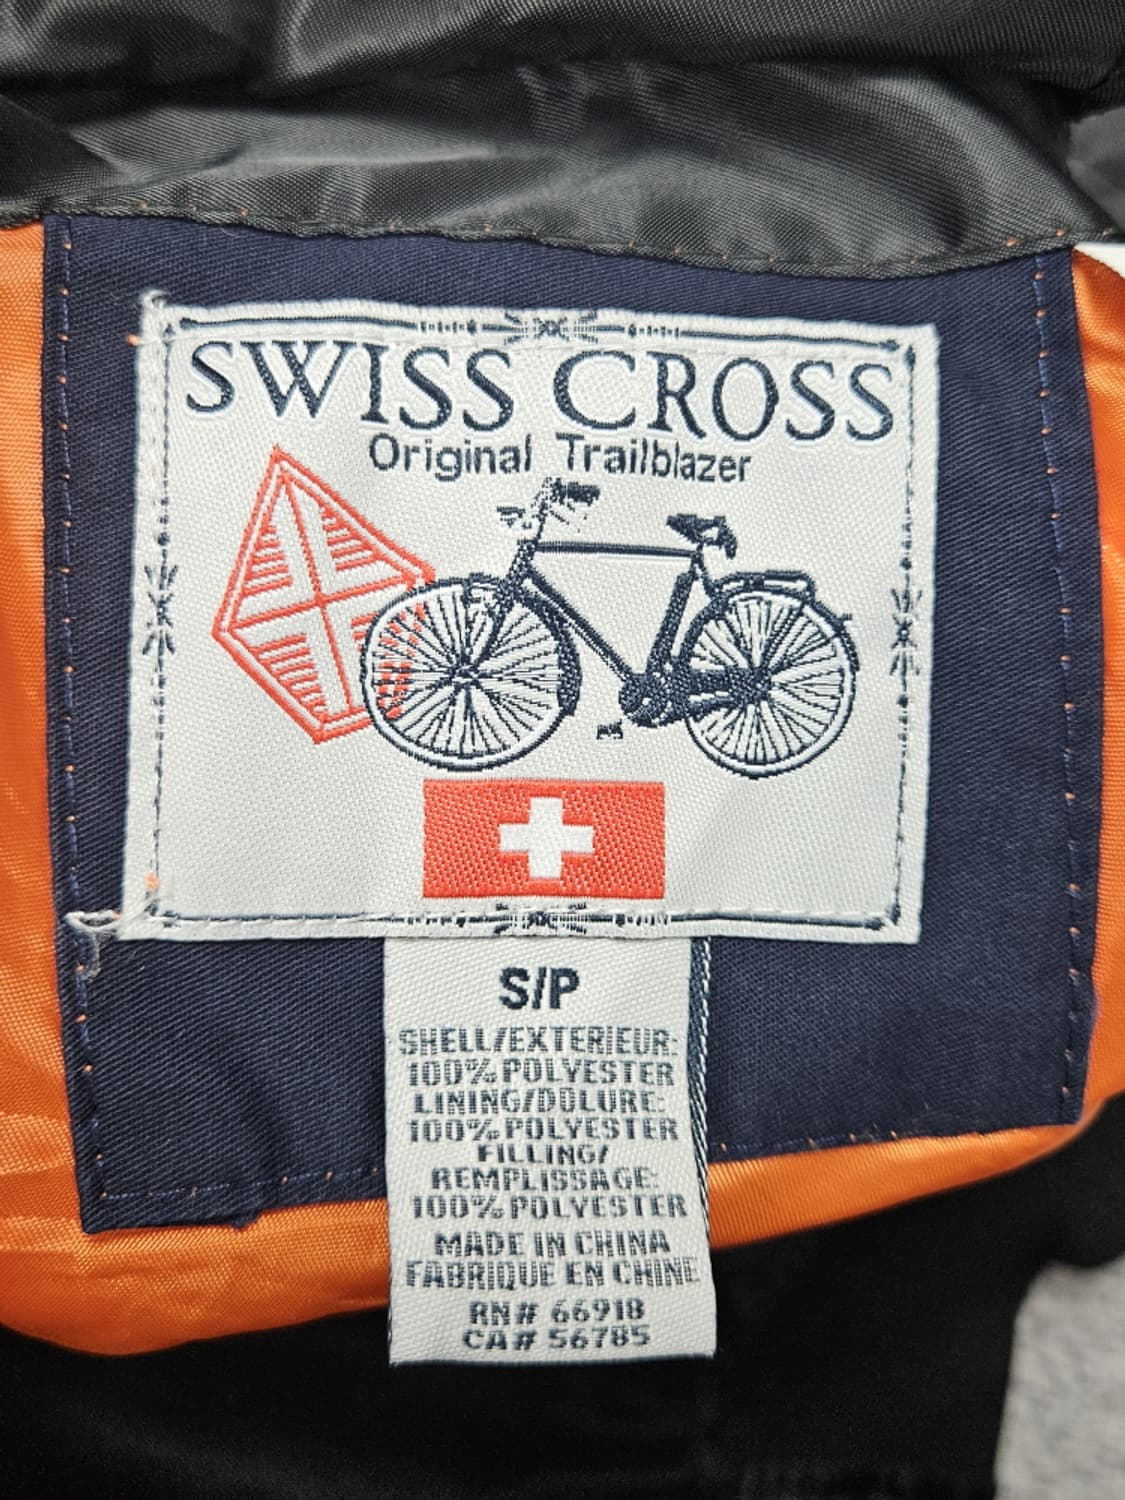 SWISS CROSS
Original Trailblazer
S/P
SHELL/EXTERIEUR:
100% POLYESTER
LINING/DOLURE:
100% POLYESTER
FILLING/
REMPLISSAGE:
100% POLYESTER
MADE IN CHINA
FABRIQUE EN CHINE
RN# 66918
CA# 56785